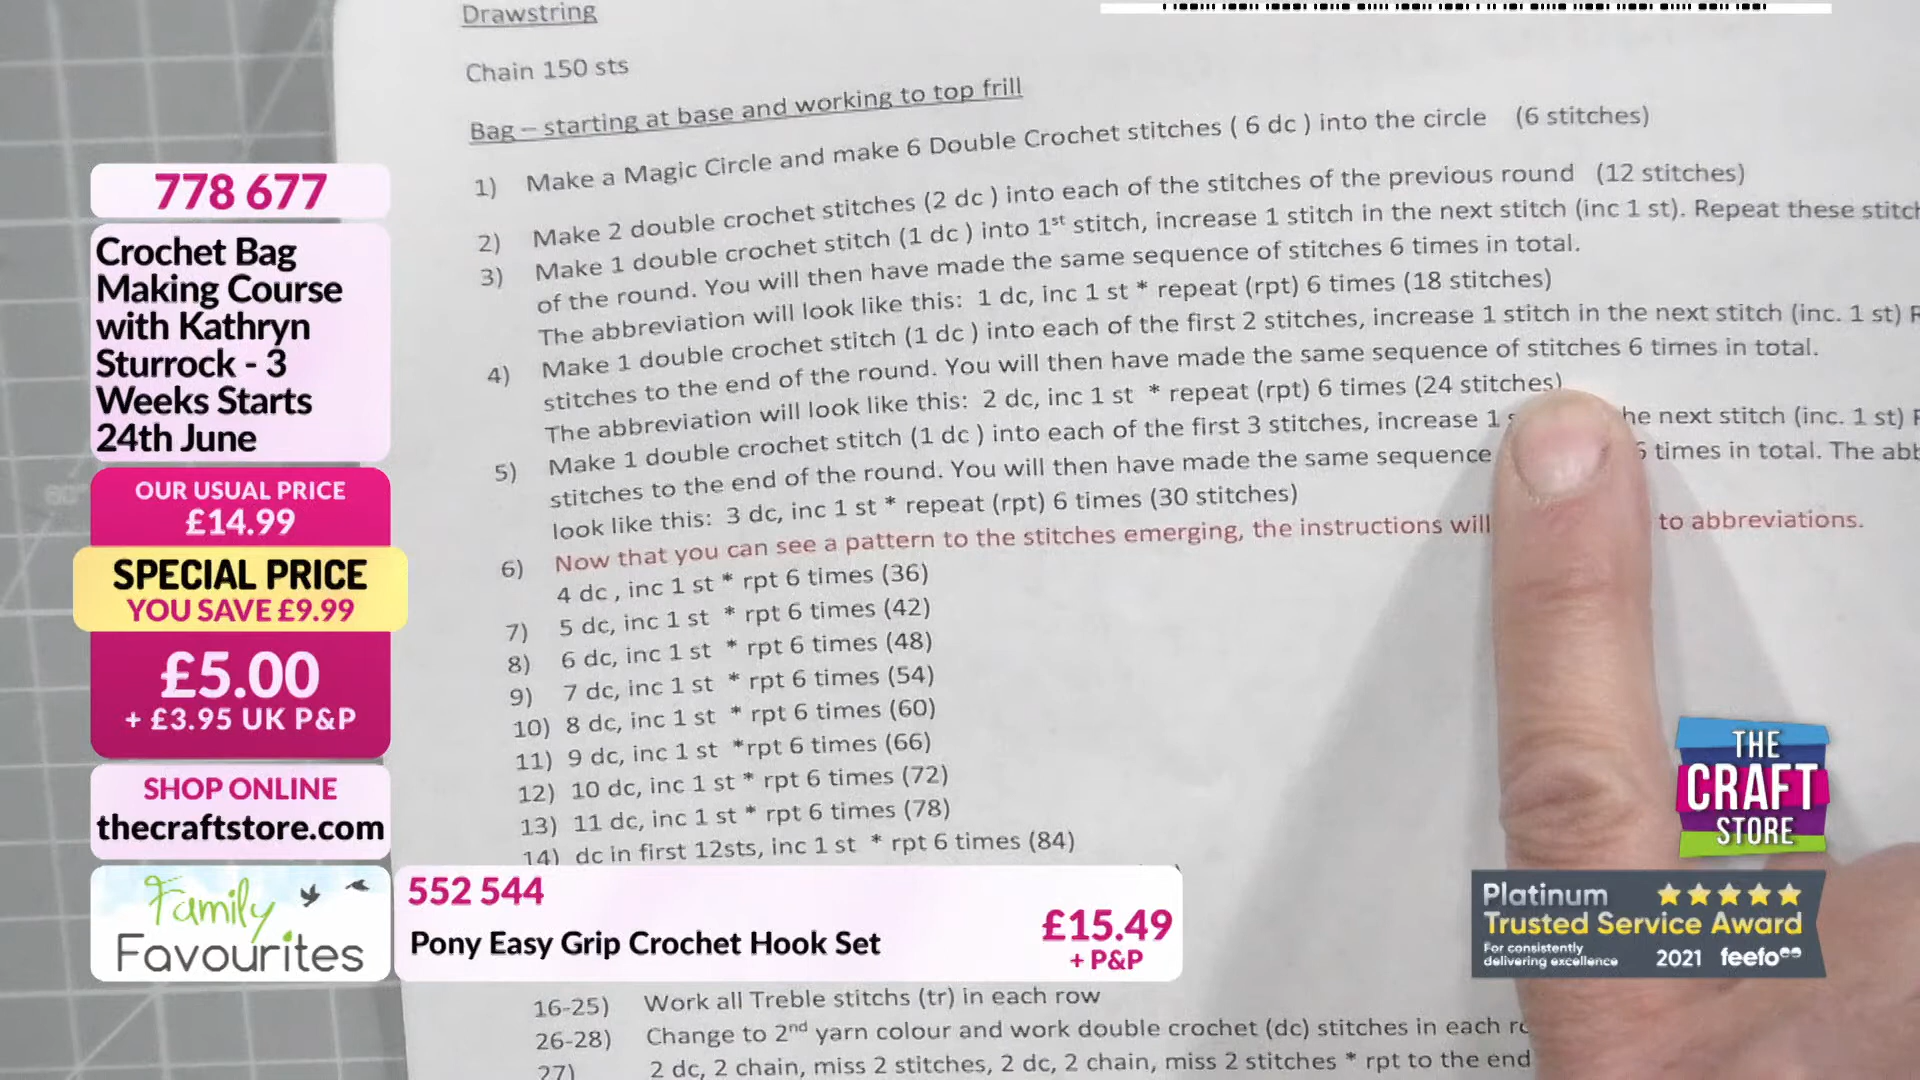 Drawstring
Chain 150 sts
Bag – starting at base and working to top frill
1) Make a Magic Circle and make 6 Double Crochet stitches ( 6 dc ) into the circle (6 stitches)
2) Make 2 double crochet stitches (2 dc ) into each of the stitches of the previous round (12 stitches)
3) Make 1 double crochet stitch (1 dc ) into 1st stitch, increase 1 stitch in the next stitch (inc 1 st). Repeat these
of the round. You will then have made the same sequence of stitches 6 times in total.
The abbreviation will look like this: 1 dc, inc 1 st * repeat (rpt) 6 times (18 stitches)
4) Make 1 double crochet stitch (1 dc ) into each of the first 2 stitches, increase 1 stitch in the next stitch (inc. 1 st)
stitches to the end of the round. You will then have made the same sequence of stitches 6 times in total.
The abbreviation will look like this: 2 dc, inc 1 st * repeat (rpt) 6 times (24 stitches)
5) Make 1 double crochet stitch (1 dc ) into each of the first 3 stitches, increase 1 next stitch (inc. 1 st)
stitches to the end of the round. You will then have made the same sequence times in total. The
look like this: 3 dc, inc 1 st * repeat (rpt) 6 times (30 stitches)
6) Now that you can see a pattern to the stitches emerging, the instructions will to abbreviations.
4 dc , inc 1 st * rpt 6 times (36)
7) 5 dc, inc 1 st * rpt 6 times (42)
8) 6 dc, inc 1 st * rpt 6 times (48)
9) 7 dc, inc 1 st * rpt 6 times (54)
10) 8 dc, inc 1 st * rpt 6 times (60)
11) 9 dc, inc 1 st *rpt 6 times (66)
12) 10 dc, inc 1 st * rpt 6 times (72)
13) 11 dc, inc 1 st * rpt 6 times (78)
14) dc in first 12sts, inc 1 st * rpt 6 times (84)
16-25) Work all Treble stitchs (tr) in each row
26-28) Change to 2nd yarn colour and work double crochet (dc) stitches in each
27) 2 dc, 2 chain, miss 2 stitches, 2 dc, 2 chain, miss 2 stitches * rpt to the end
778 677
Crochet Bag
Making Course
with Kathryn
Sturrock - 3
Weeks Starts
24th June
OUR USUAL PRICE
£14.99
SPECIAL PRICE
YOU SAVE £9.99
£5.00
+ £3.95 UK P&P
SHOP ONLINE
thecraftstore.com
Family
Favourites
552 544
Pony Easy Grip Crochet Hook Set
£15.49
+ P&P
THE
CRAFT
STORE
Platinum
Trusted Service Award
For consistently
delivering excellence
2021 feefo